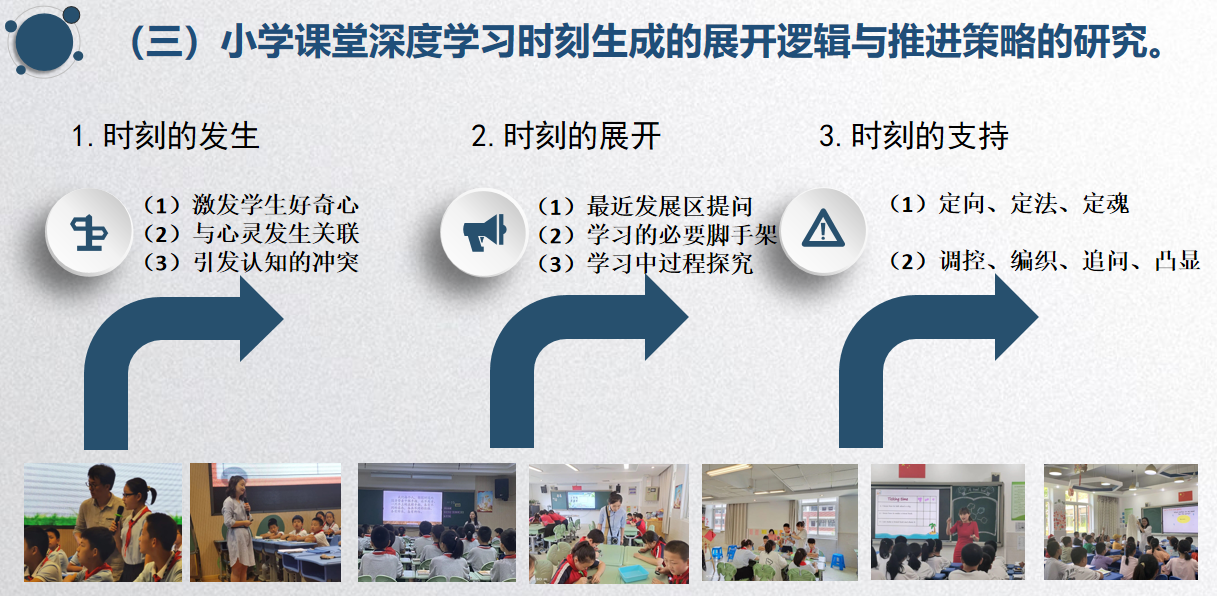 （三）小学课堂深度学习时刻生成的展开逻辑与推进策略的研究。
1.时刻的发生
（1）激发学生好奇心
（2）与心灵发生关联
（3）引发认知的冲突
2.时刻的展开
（1）最近发展区提问
（2）学习的必要脚手架
（3）学习中过程探究
3.时刻的支持
（1）定向、定法、定魂
（2）调控、编织、追问、凸显